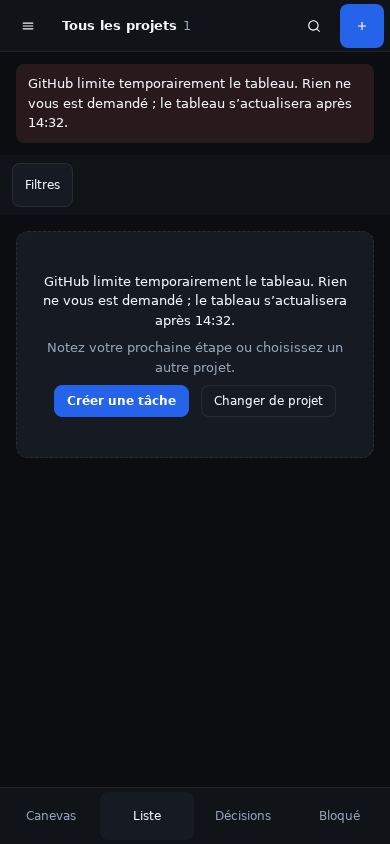 Tous les projets 1
GitHub limite temporairement le tableau. Rien ne
vous est demandé ; le tableau s’actualisera après
14:32.
Filtres
GitHub limite temporairement le tableau. Rien
ne vous est demandé ; le tableau s’actualisera
après 14:32.
Notez votre prochaine étape ou choisissez un
autre projet.
Créer une tâche Changer de projet
Canevas Liste Décisions Bloqué